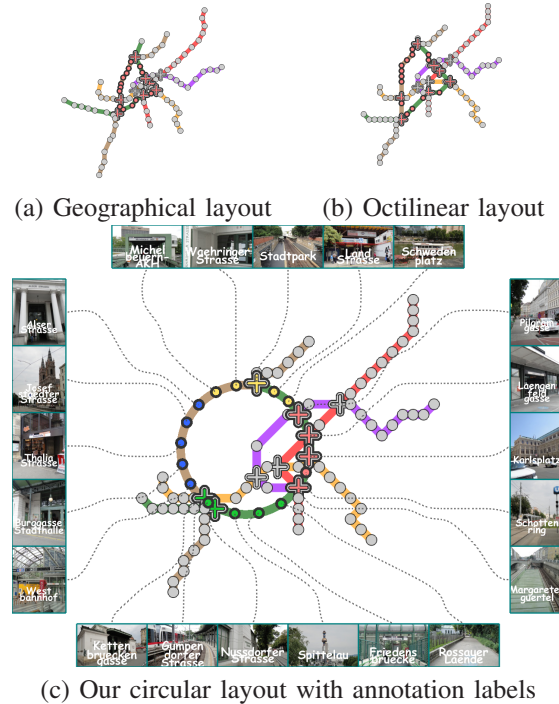 (a) Geographical layout
(b) Octilinear layout
Michel
beuern-
AKH
Waehringer
Strasse
Stadtpark
Land
Strasse
Schweden
platz
Alser
Strasse
Josef
Strasse
Thalia
Strasse
Burggasse
Stadthalle
West
bahnhof
Pilgram
gasse
Laengen
feld
gasse
Karlsplatz
Schotten
ring
Margarete
guertel
Ketten
bruecken
gasse
Gumpen
dorfer
Strasse
Nussdorfer
Strasse
Spittelau
Friedens
bruecke
Rossauer
Laende
(c) Our circular layout with annotation labels